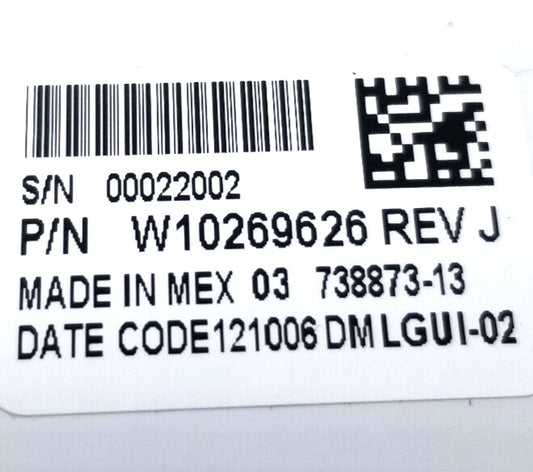 S/N 00022002
P/N W10269626 REV J
MADE IN MEX 03 738873-13
DATE CODE121006 DM LGUI-02